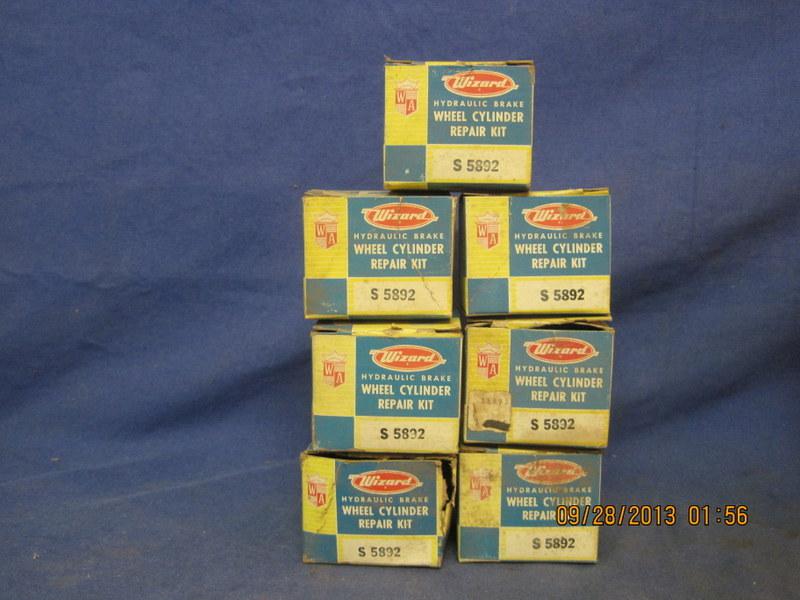 Wizard
W A
HYDRAULIC BRAKE
WHEEL CYLINDER
REPAIR KIT
S 5892
Wizard
W A
HYDRAULIC BRAKE
WHEEL CYLINDER
REPAIR KIT
S 5892
Wizard
W A
HYDRAULIC BRAKE
WHEEL CYLINDER
REPAIR KIT
S 5892
Wizard
W A
HYDRAULIC BRAKE
WHEEL CYLINDER
REPAIR KIT
S 5892
Wizard
W A
HYDRAULIC BRAKE
WHEEL CYLINDER
REPAIR KIT
S 5892
Wizard
W A
HYDRAULIC BRAKE
WHEEL CYLINDER
REPAIR KIT
S 5892
Wizard
W A
HYDRAULIC BRAKE
WHEEL CYLINDER
REPAIR
S 5892
09/28/2013 01:56